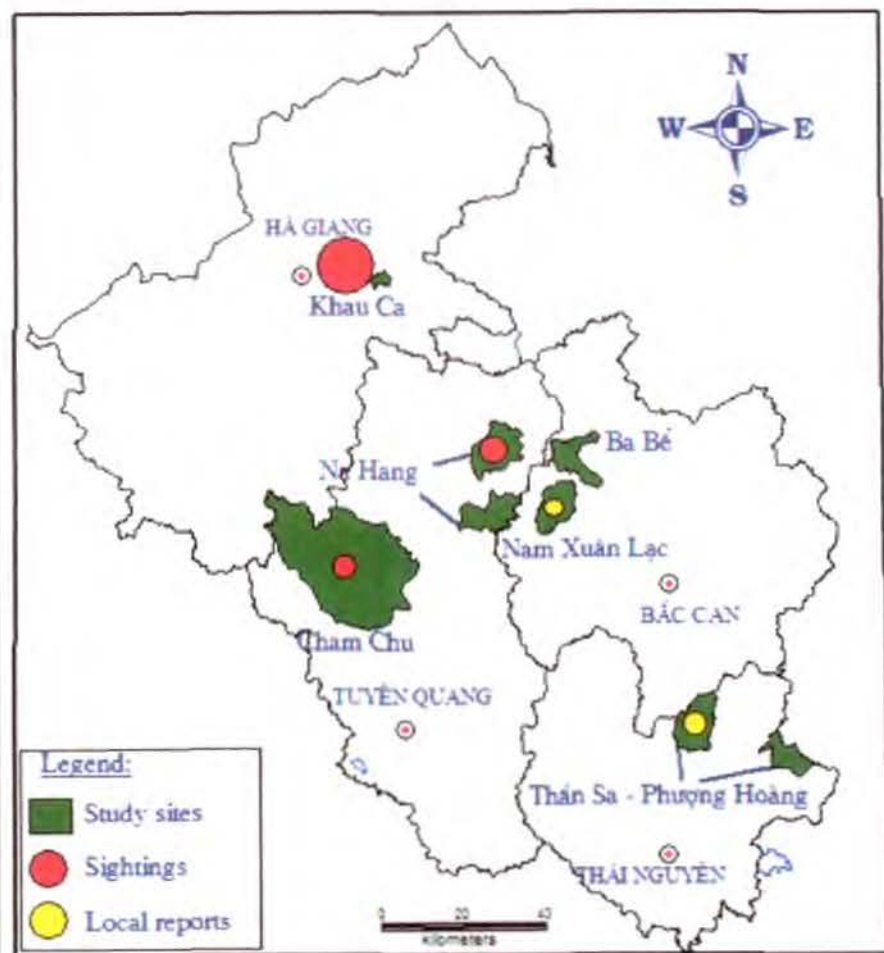 N
W E
S
HÀ GIANG
Khau Ca
Ba Bể
Na Hang
Nam Xuân Lạc
BẮC CAN
Cham Chu
TUYÊN QUANG
Thần Sa - Phượng Hoàng
THÁI NGUYÊN
Legend:
Study sites
Sightings
Local reports
0 20 40
kilometers